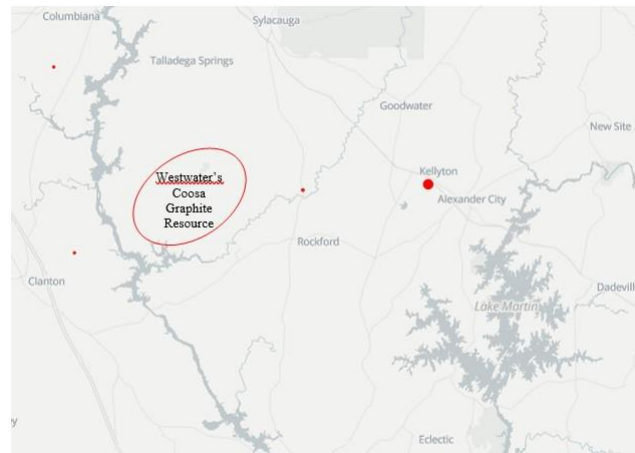 Columbiana
Sylacauga
Talladega Springs
Goodwater
New Site
Westwater's
Coosa
Graphite
Resource
Kellyton
Alexander City
Rockford
Clanton
Lake Martin
Dadevill
ey
Eclectic